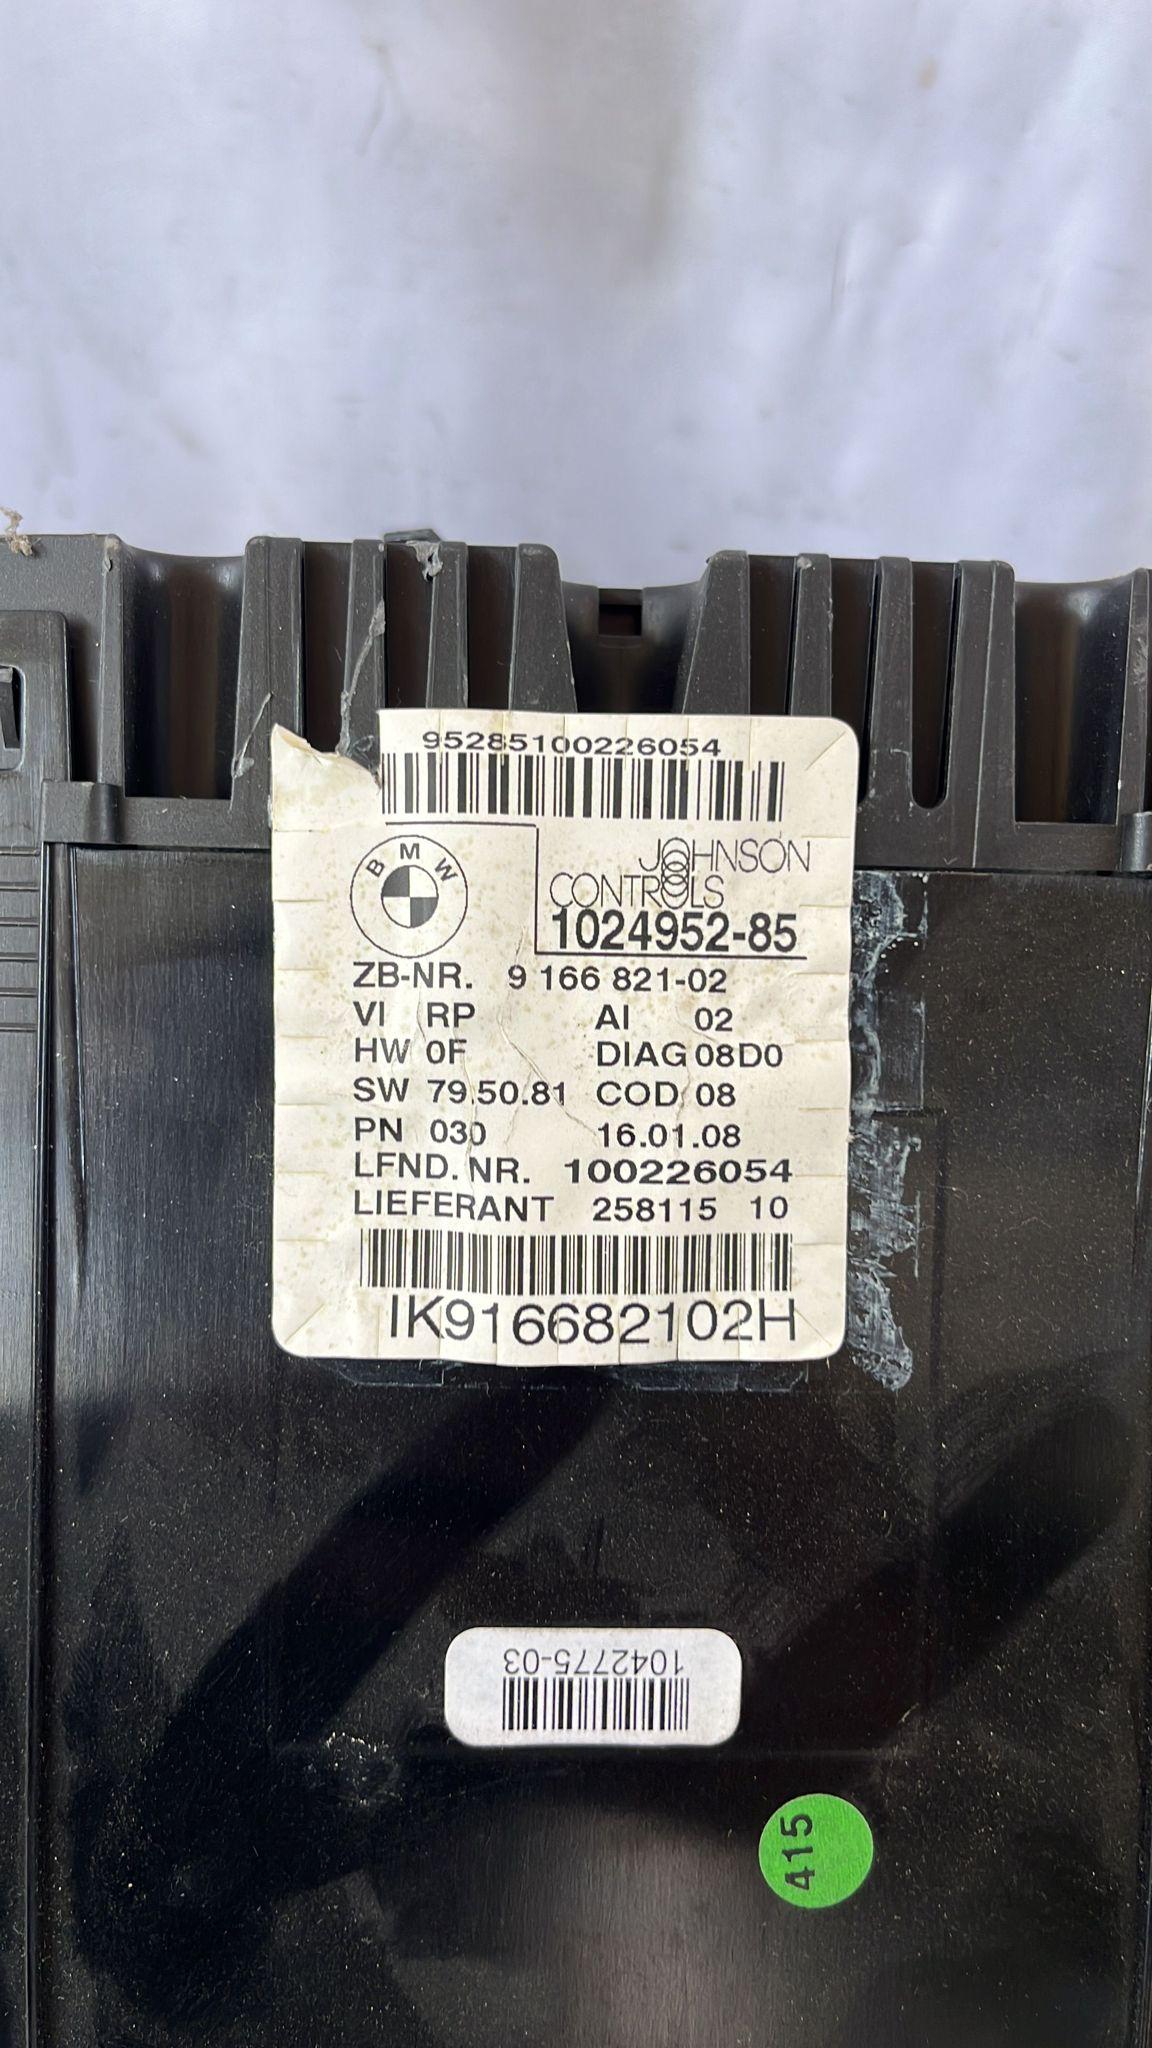 95285100226054
BMW
JOHNSON
CONTROLS
1024952-85
ZB-NR. 9 166 821-02
VI RP AI 02
HW 0F DIAG 08D0
SW 79.50.81 COD 08
PN 030 16.01.08
LFND. NR. 100226054
LIEFERANT 258115 10
IK916682102H
1042775-03
415